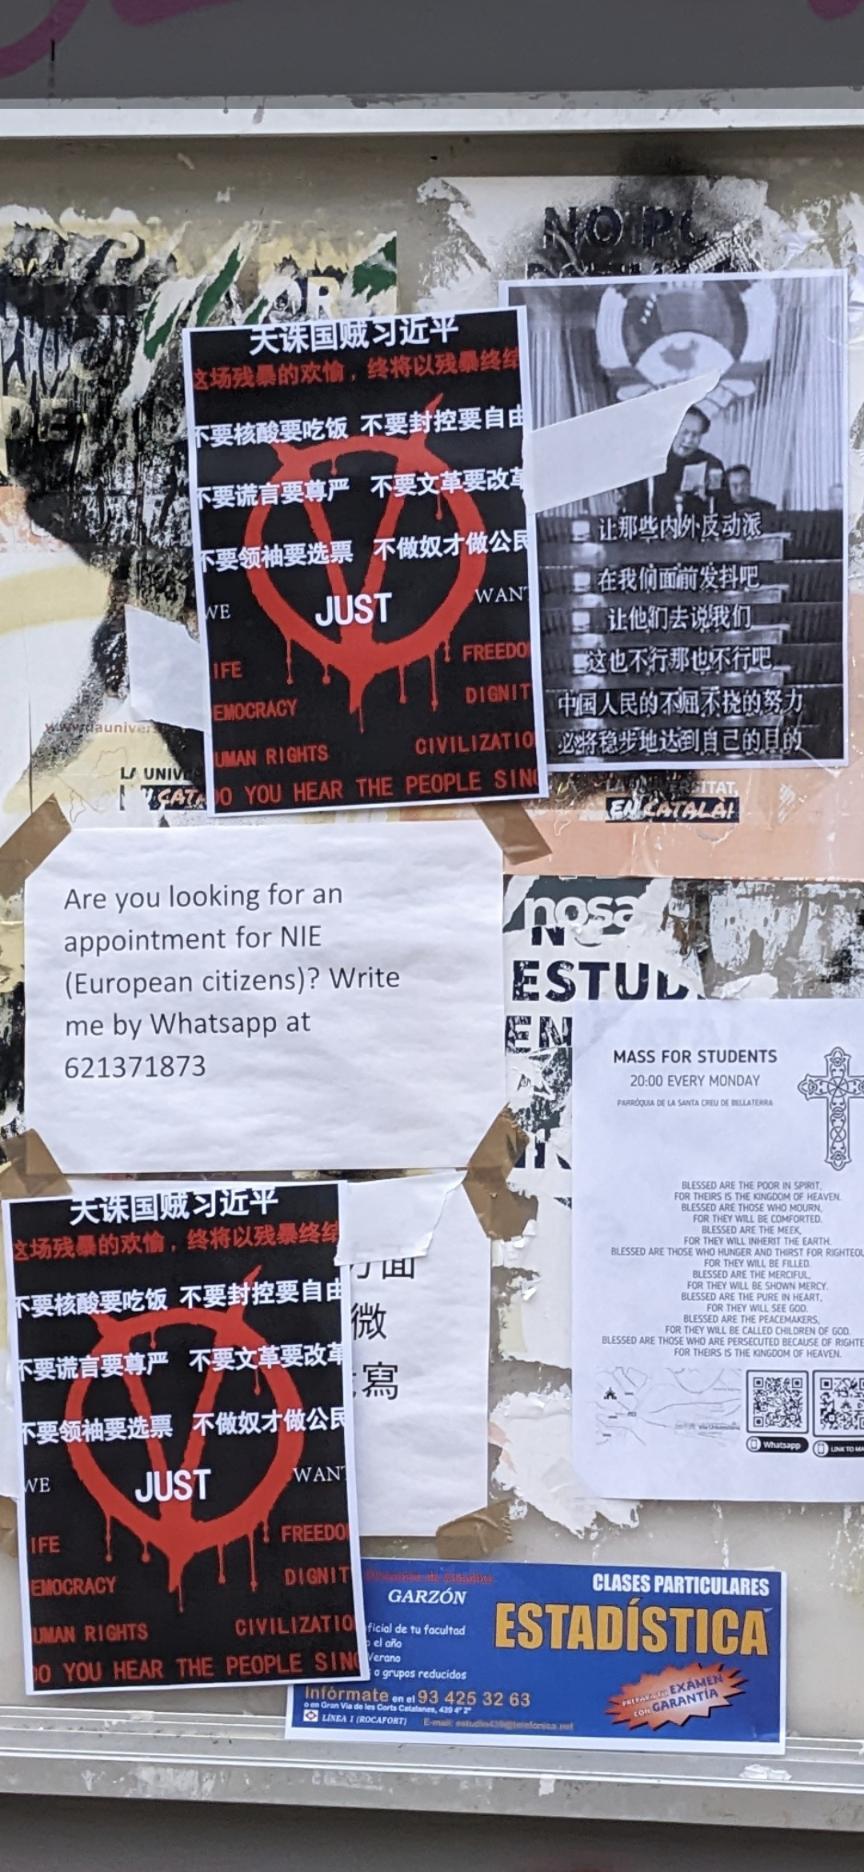 NO
OR
天诛国贼习近平
这场残暴的欢愉，终将以残暴终结
不要核酸要吃饭 不要封控要自由
不要谎言要尊严 不要文革要改革
不要领袖要选票 不做奴才做公民
WE JUST WANT
IFE FREEDO
EMOCRACY DIGNIT
UMAN RIGHTS CIVILIZATIO
DO YOU HEAR THE PEOPLE SING
让那些内外反动派
在我们面前发抖吧
让他们去说我们
这也不行那也不行吧
中国人民的不屈不挠的努力
必将稳步地达到自己的目的
LA UNIV
CAT
LA UNIVERSITAT,
EN CATALÀ!
Are you looking for an
appointment for NIE
(European citizens)? Write
me by Whatsapp at
621371873
nosa
ESTUD
EN
MASS FOR STUDENTS
20:00 EVERY MONDAY
PARRÒQUIA DE LA SANTA CREU DE BELLATERRA
BLESSED ARE THE POOR IN SPIRIT,
FOR THEIRS IS THE KINGDOM OF HEAVEN.
BLESSED ARE THOSE WHO MOURN,
FOR THEY WILL BE COMFORTED.
BLESSED ARE THE MEEK,
FOR THEY WILL INHERIT THE EARTH.
BLESSED ARE THOSE WHO HUNGER AND THIRST FOR RIGHTEOU
FOR THEY WILL BE FILLED.
BLESSED ARE THE MERCIFUL,
FOR THEY WILL BE SHOWN MERCY.
BLESSED ARE THE PURE IN HEART,
FOR THEY WILL SEE GOD.
BLESSED ARE THE PEACEMAKERS,
FOR THEY WILL BE CALLED CHILDREN OF GOD.
BLESSED ARE THOSE WHO ARE PERSECUTED BECAUSE OF RIGHTE
FOR THEIRS IS THE KINGDOM OF HEAVEN.
Whatsapp
LINK TO MA
天诛国贼习近平
这场残暴的欢愉，终将以残暴终结
不要核酸要吃饭 不要封控要自由
不要谎言要尊严 不要文革要改革
不要领袖要选票 不做奴才做公民
WE JUST WANT
IFE FREEDO
EMOCRACY DIGNIT
UMAN RIGHTS CIVILIZATIO
DO YOU HEAR THE PEOPLE SING
面
微
寫
GARZÓN
CLASES PARTICULARES
ESTADÍSTICA
ficial de tu facultad
o el año
Verano
o grupos reducidos
Infórmate en el 93 425 32 63
o en Gran Via de les Corts Catalanes, 439 4º 2ª
LÍNEA 1 (ROCAFORT) E-mail: estudio439@telefonica.net
PREPARA TU EXÁMEN
CON GARANTÍA